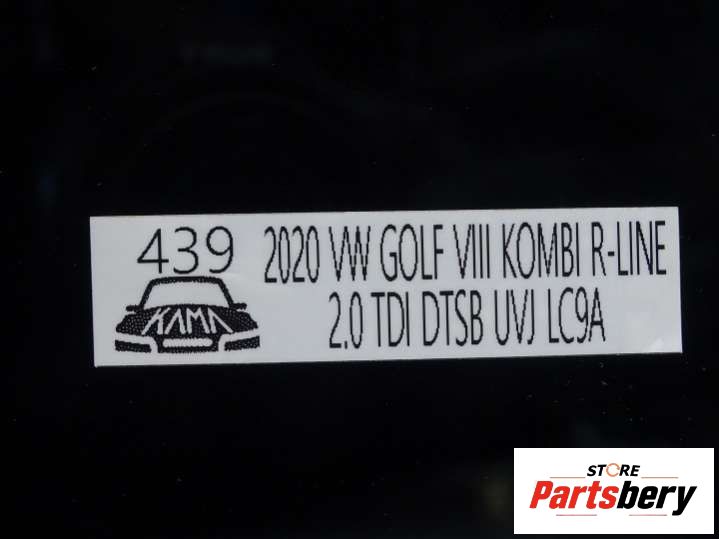 439 2020 VW GOLF VIII KOMBI R-LINE
KAMA 2.0 TDI DTSB UVJ LC9A
STORE
Partsbery